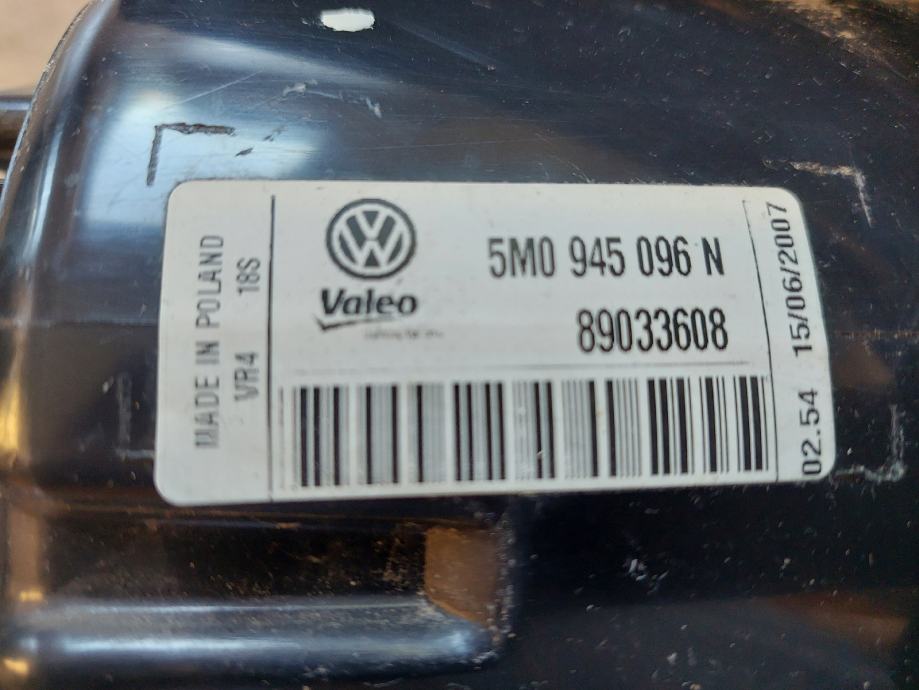 MADE IN POLAND
VR4 18S
Valeo
5M0 945 096 N
89033608
02.54 15/06/2007